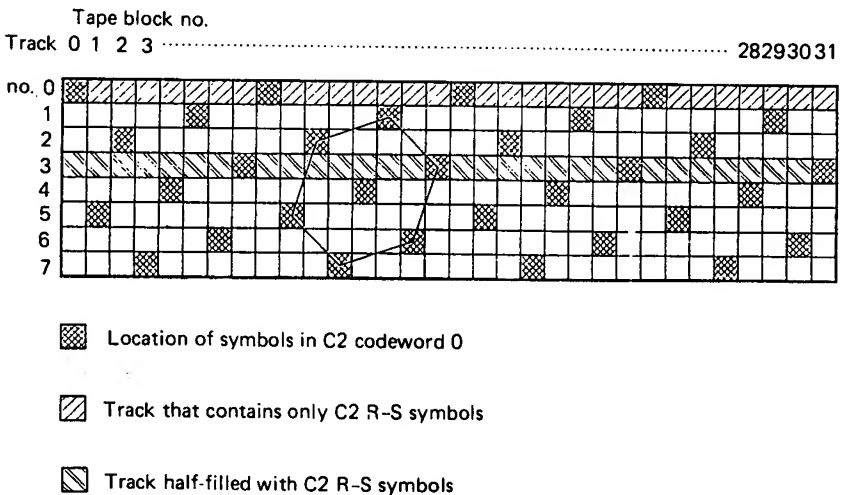 Tape block no.
Track 0 1 2 3 ........................................................................ 28293031
no. 0
1
2
3
4
5
6
7
Location of symbols in C2 codeword 0
Track that contains only C2 R-S symbols
Track half-filled with C2 R-S symbols